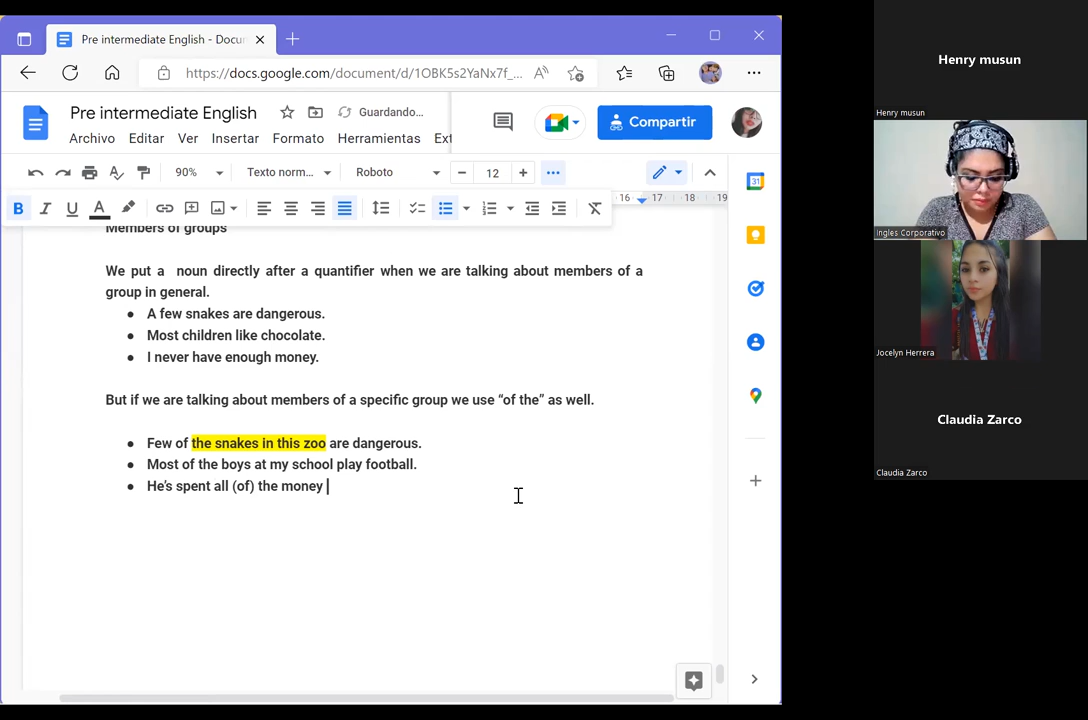 Pre intermediate English - Docu
https://docs.google.com/document/d/1OBK5s2YaNx7f_...
Pre intermediate English
Guardando...
Compartir
Archivo Editar Ver Insertar Formato Herramientas Ext
90% Texto norm... Roboto 12
B I U A
16 17 18 19
31
Members of groups
We put a noun directly after a quantifier when we are talking about members of a
group in general.
● A few snakes are dangerous.
● Most children like chocolate.
● I never have enough money.
But if we are talking about members of a specific group we use “of the” as well.
● Few of the snakes in this zoo are dangerous.
● Most of the boys at my school play football.
● He’s spent all (of) the money
Henry musun
Henry musun
Ingles Corporativo
Jocelyn Herrera
Claudia Zarco
Claudia Zarco